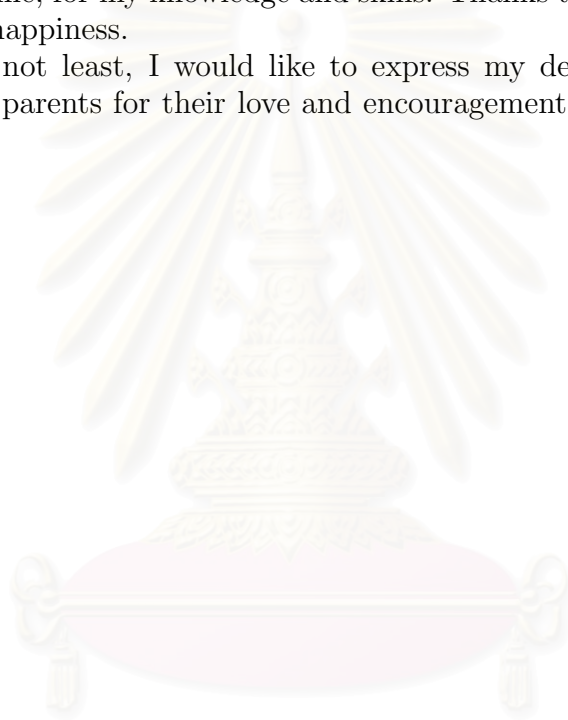 for my knowledge and skills. Thanks
happiness.
not least, I would like to express my de
parents for their love and encouragement